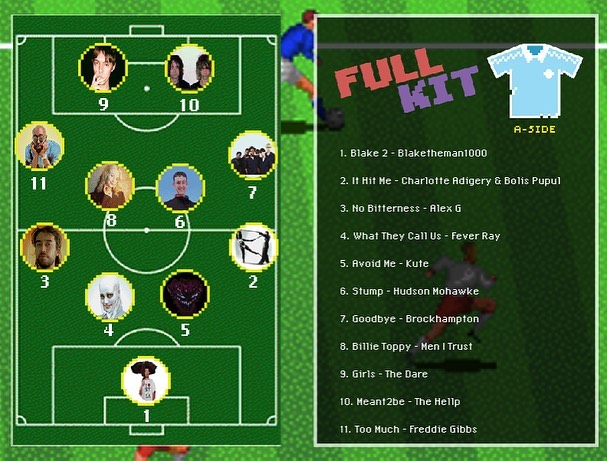 9
10
11
7
8
6
3
2
4
5
1
FULL
KIT
A-SIDE
1. Blake 2 - Blaketheman1000
2. It Hit Me - Charlotte Adigery & Bolis Pupul
3. No Bitterness - Alex G
4. What They Call Us - Fever Ray
5. Avoid Me - Kute
6. Stump - Hudson Mohawke
7. Goodbye - Brockhampton
8. Billie Toppy - Men I Trust
9. Girls - The Dare
10. Meant2be - The Hellp
11. Too Much - Freddie Gibbs